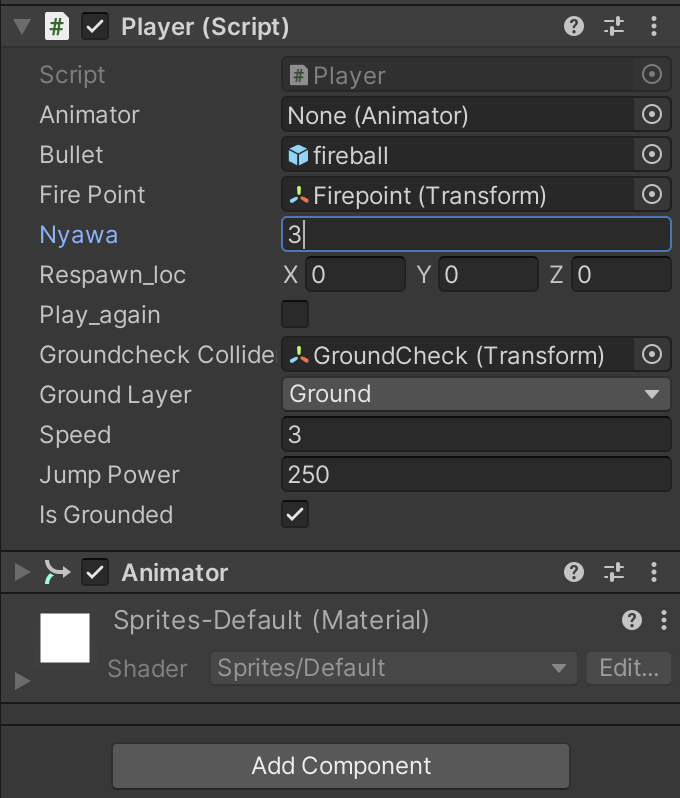 Player (Script)
Script Player
Animator None (Animator)
Bullet fireball
Fire Point Firepoint (Transform)
Nyawa 3
Respawn_loc X 0 Y 0 Z 0
Play_again
Groundcheck Collide GroundCheck (Transform)
Ground Layer Ground
Speed 3
Jump Power 250
Is Grounded
Animator
Sprites-Default (Material)
Shader Sprites/Default Edit...
Add Component